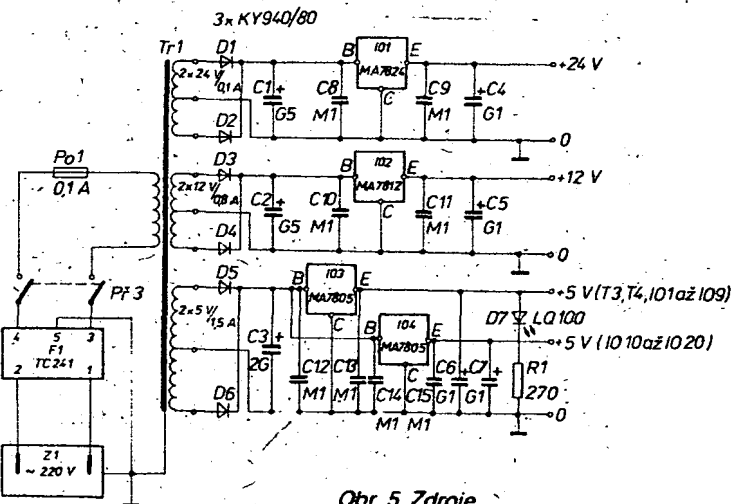 3x KY940/80
Tr1
D1
B
IO1
E
MA7824
C
+24 V
2x24 V/
0,1 A
C1 +
G5
C8
M1
C9
M1
+C4
G1
D2
0
Po1
0,1 A
D3
B
IO2
E
MA7812
C
+12 V
2x12 V/
0,8 A
C2 +
G5
C10
M1
C11
M1
+C5
G1
D4
0
Př 3
D5
B
IO3
E
MA7805
C
+5 V (T3,T4,IO1 až IO9)
2x5 V/
1,5 A
C3 +
2G
B
IO4
E
MA7805
C
D7
LQ100
+5 V (IO10 až IO20)
4 5 3
F1
TC241
2 1
C12
M1
C13
M1
C14
M1
C15
M1
C6 +
G1
C7 +
G1
R1
270
D6
0
Z1
~ 220 V
Obr. 5. Zdroje